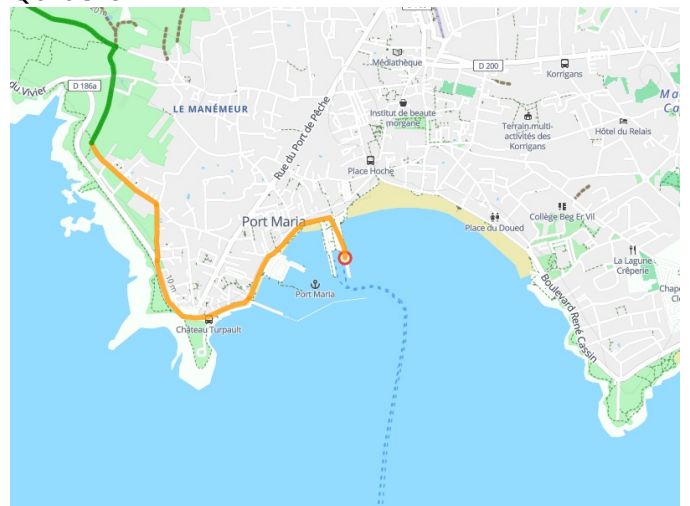 D 200
Médiathèque
Korrigans
D 186a
du Vivier
LE MANÉMEUR
Rue du Port de Pêche
Institut de beaute
morgane
Terrain multi-
activités des
Korrigans
Hôtel du Relais
Place Hoche
Port Maria
Place du Doued
Collège Beg Er Vil
La Lagune
Crêperie
10 m
Port Maria
Boulevard René Cassin
Château Turpault